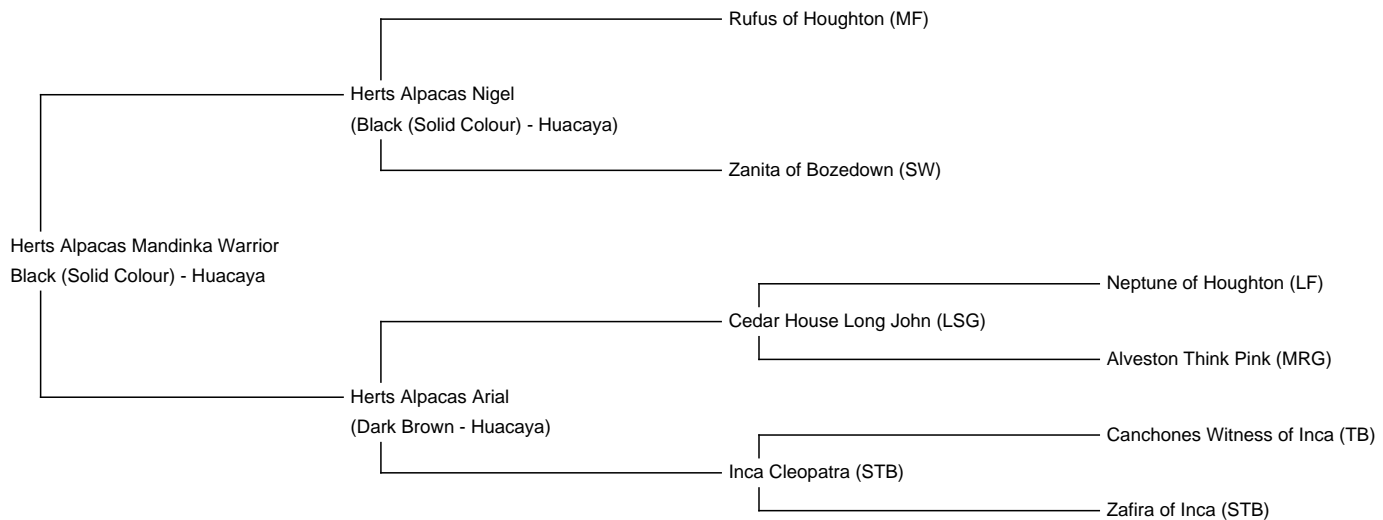 Rufus of Houghton (MF)
Herts Alpacas Nigel
(Black (Solid Colour) - Huacaya)
Zanita of Bozedown (SW)
Herts Alpacas Mandinka Warrior
Black (Solid Colour) - Huacaya
Neptune of Houghton (LF)
Cedar House Long John (LSG)
Alveston Think Pink (MRG)
Herts Alpacas Arial
(Dark Brown - Huacaya)
Canchones Witness of Inca (TB)
Inca Cleopatra (STB)
Zafira of Inca (STB)